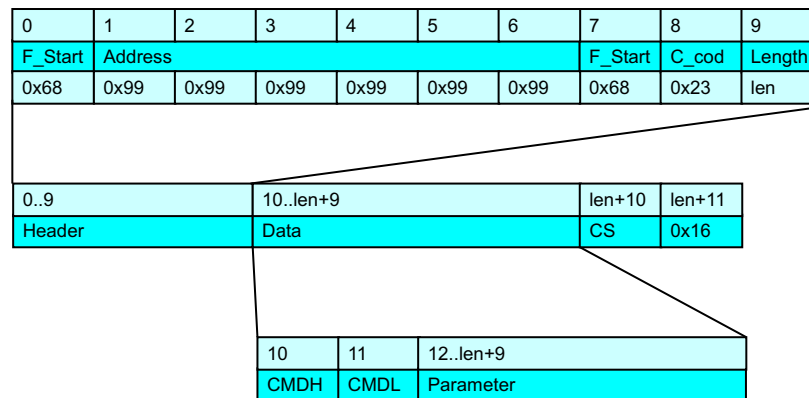 0 1 2 3 4 5 6 7 8 9
F_Start Address F_Start C_cod Length
0x68 0x99 0x99 0x99 0x99 0x99 0x99 0x68 0x23 len
0..9 10..len+9 len+10 len+11
Header Data CS 0x16
10 11 12..len+9
CMDH CMDL Parameter